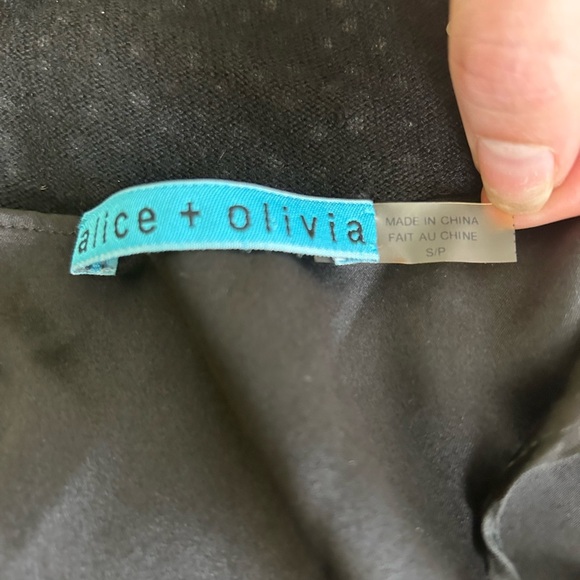 alice + olivia
MADE IN CHINA
FAIT AU CHINE
S/P